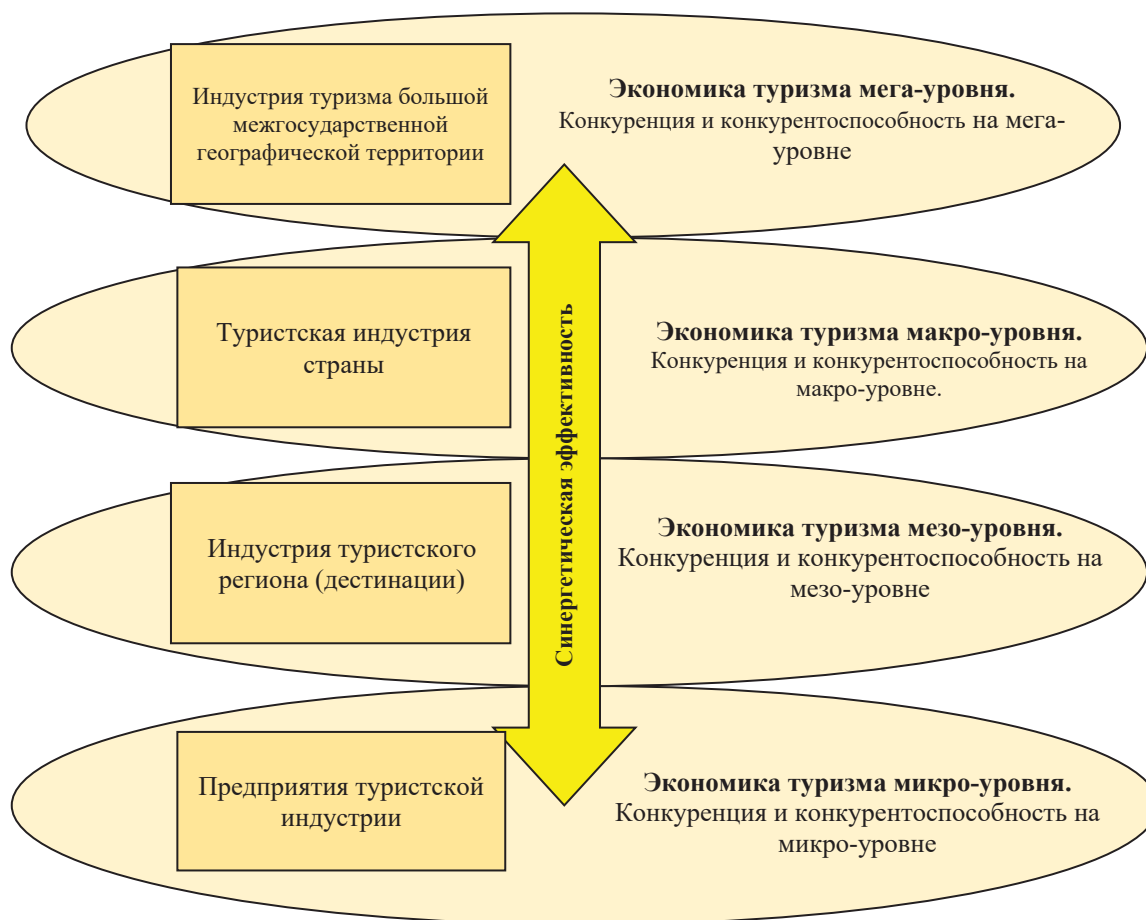 Индустрия туризма большой
межгосударственной
географической территории
Экономика туризма мега-уровня.
Конкуренция и конкурентоспособность на мега-
уровне
Туристская индустрия
страны
Экономика туризма макро-уровня.
Конкуренция и конкурентоспособность на
макро-уровне.
Синергетическая эффективность
Индустрия туристского
региона (дестинации)
Экономика туризма мезо-уровня.
Конкуренция и конкурентоспособность на
мезо-уровне
Предприятия туристской
индустрии
Экономика туризма микро-уровня.
Конкуренция и конкурентоспособность на
микро-уровне